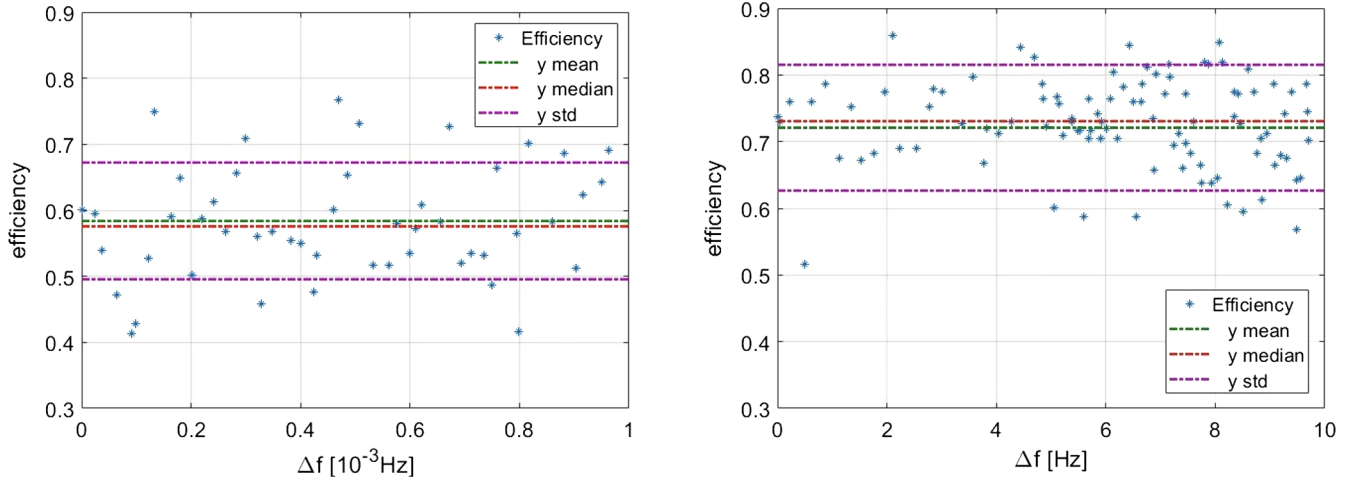 0.9
0.8
0.7
0.6
0.5
0.4
0.3
efficiency
Efficiency
y mean
y median
y std
0 0.2 0.4 0.6 0.8 1
Δf [10⁻³Hz]
0.9
0.8
0.7
0.6
0.5
0.4
0.3
efficiency
Efficiency
y mean
y median
y std
0 2 4 6 8 10
Δf [Hz]